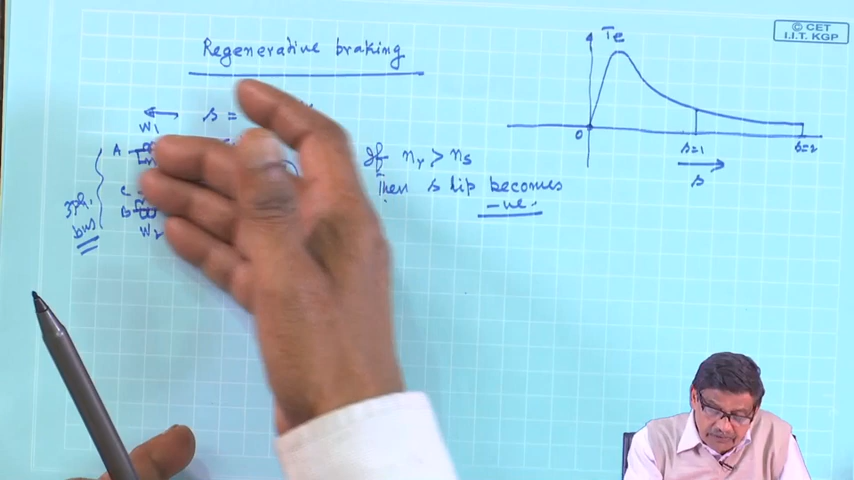 © CET
I.I.T. KGP
Regenerative braking
Te
W1
s =
A
If nr > ns
0
s=1
s=2
Then slip becomes
-ve.
s
C
B
3ph.
bus
W2